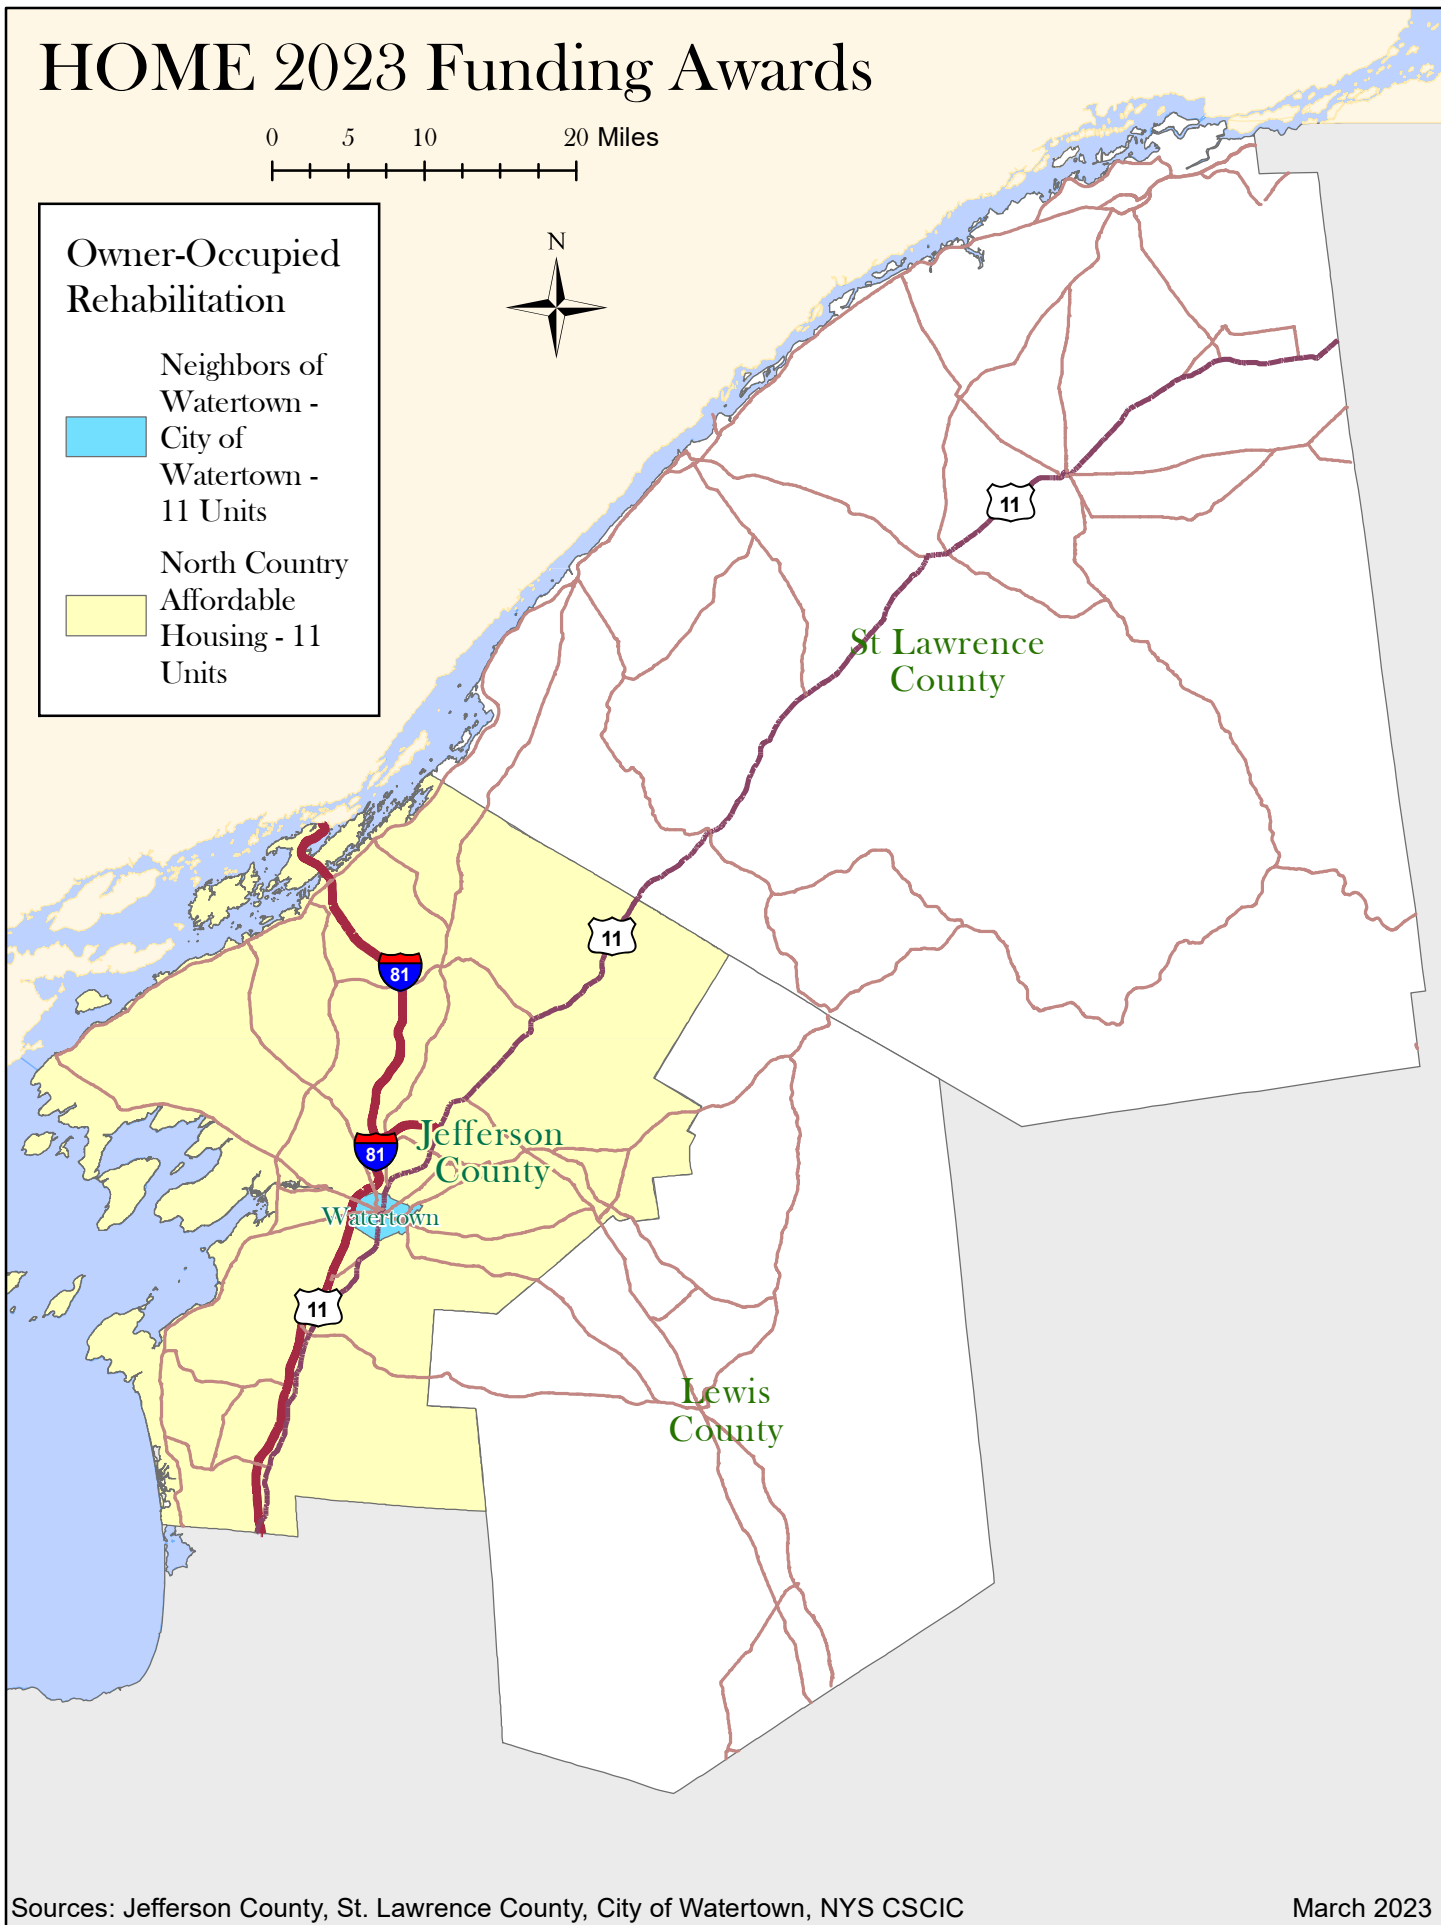 HOME 2023 Funding Awards
0 5 10 20 Miles
Owner-Occupied
Rehabilitation
Neighbors of
Watertown -
City of
Watertown -
11 Units
North Country
Affordable
Housing - 11
Units
N
11
St Lawrence
County
11
81
Jefferson
County
81
Watertown
11
Lewis
County
Sources: Jefferson County, St. Lawrence County, City of Watertown, NYS CSCIC
March 2023